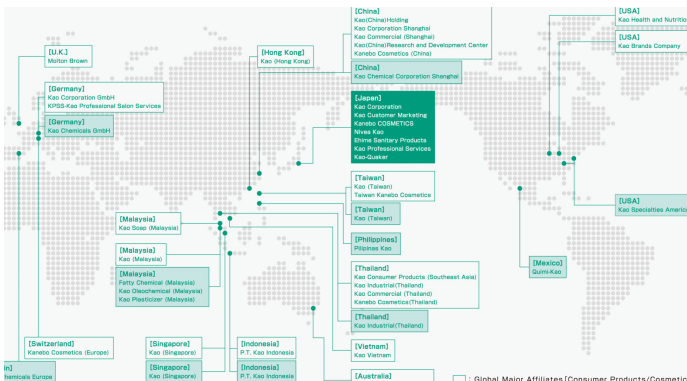 [China]
Kao(China)Holding
Kao Corporation Shanghai
Kao Commercial (Shanghai)
Kao(China)Research and Development Center
Kanebo Cosmetics (China)
[USA]
Kao Health and Nutritio
[USA]
Kao Brands Company
[U.K.]
Molton Brown
[Hong Kong]
Kao (Hong Kong)
[China]
Kao Chemical Corporation Shanghai
[Germany]
Kao Corporation GmbH
KPSS-Kao Professional Salon Services
[Germany]
Kao Chemicals GmbH
[Japan]
Kao Corporation
Kao Customer Marketing
Kanebo COSMETICS
Nivea Kao
Ehime Sanitary Products
Kao Professional Services
Kao-Quaker
[Taiwan]
Kao (Taiwan)
Taiwan Kanebo Cosmetics
[Taiwan]
Kao (Taiwan)
[USA]
Kao Specialties America
[Malaysia]
Kao Soap (Malaysia)
[Malaysia]
Kao (Malaysia)
[Philippines]
Pilipinas Kao
[Malaysia]
Fatty Chemical (Malaysia)
Kao Oleochemical (Malaysia)
Kao Plasticizer (Malaysia)
[Thailand]
Kao Consumer Products (Southeast Asia)
Kao Industrial(Thailand)
Kao Commercial (Thailand)
Kanebo Cosmetics(Thailand)
[Mexico]
Quimi-Kao
[Thailand]
Kao Industrial(Thailand)
[Switzerland]
Kanebo Cosmetics (Europe)
[Singapore]
Kao (Singapore)
[Indonesia]
P.T. Kao Indonesia
[Vietnam]
Kao Vietnam
in]
hemicals Europe
[Singapore]
Kao (Singapore)
[Indonesia]
P.T. Kao Indonesia
[Australia]
: Global Major Affiliates[Consumer Products/Cosmetic